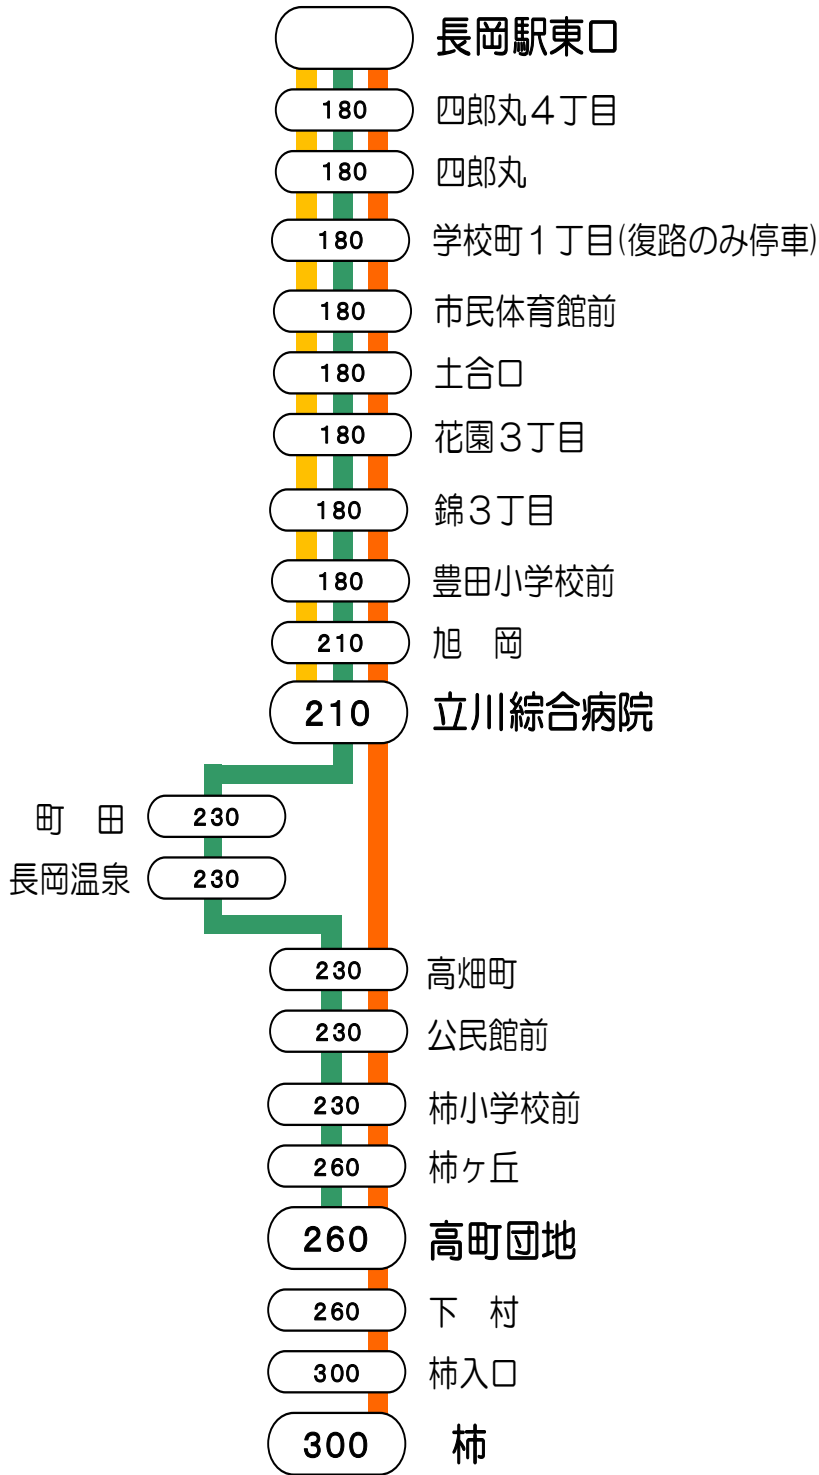 長岡駅東口
180 四郎丸４丁目
180 四郎丸
180 学校町１丁目(復路のみ停車)
180 市民体育館前
180 土合口
180 花園３丁目
180 錦３丁目
180 豊田小学校前
210 旭　岡
210 立川綜合病院
町　田 230
長岡温泉 230
230 高畑町
230 公民館前
230 柿小学校前
260 柿ヶ丘
260 高町団地
260 下　村
300 柿入口
300 柿